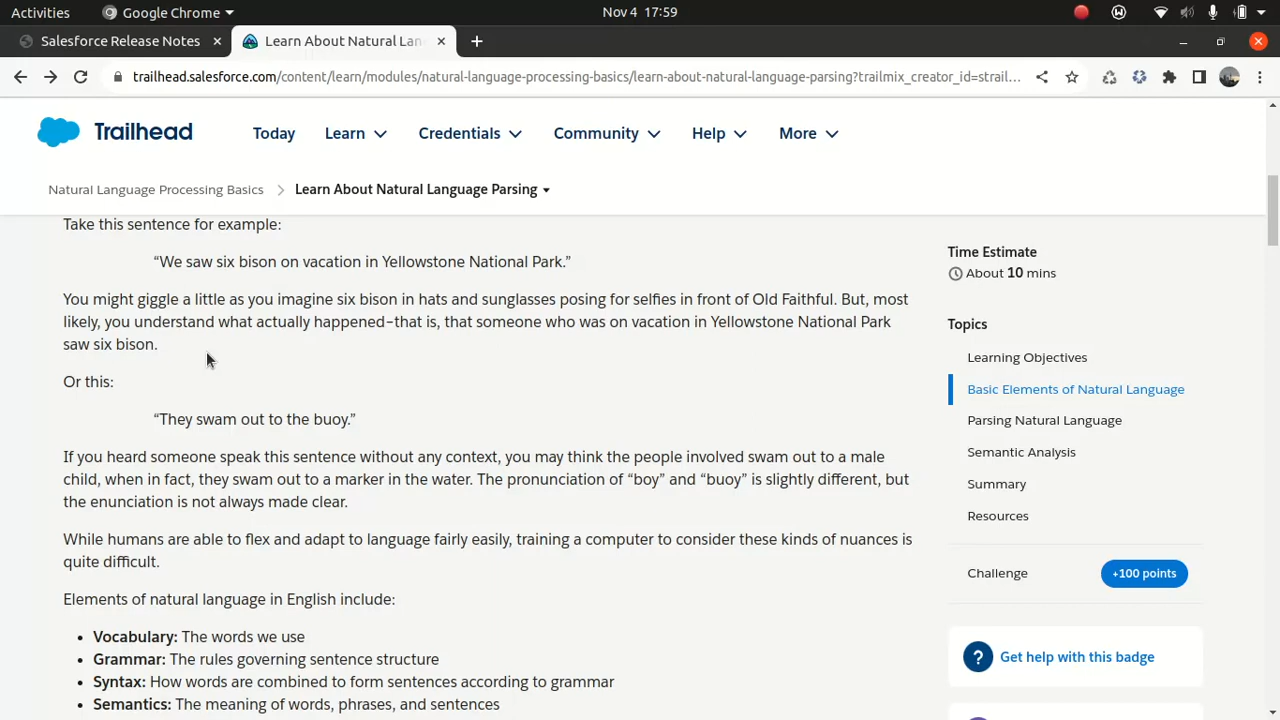 Activities
Google Chrome
Nov 4 17:59
Salesforce Release Notes
Learn About Natural Lan
trailhead.salesforce.com/content/learn/modules/natural-language-processing-basics/learn-about-natural-language-parsing?trailmix_creator_id=strail...
Trailhead
Today
Learn
Credentials
Community
Help
More
Natural Language Processing Basics
Learn About Natural Language Parsing
Take this sentence for example:
“We saw six bison on vacation in Yellowstone National Park.”
You might giggle a little as you imagine six bison in hats and sunglasses posing for selfies in front of Old Faithful. But, most
likely, you understand what actually happened–that is, that someone who was on vacation in Yellowstone National Park
saw six bison.
Or this:
“They swam out to the buoy.”
If you heard someone speak this sentence without any context, you may think the people involved swam out to a male
child, when in fact, they swam out to a marker in the water. The pronunciation of “boy” and “buoy” is slightly different, but
the enunciation is not always made clear.
While humans are able to flex and adapt to language fairly easily, training a computer to consider these kinds of nuances is
quite difficult.
Elements of natural language in English include:
• Vocabulary: The words we use
• Grammar: The rules governing sentence structure
• Syntax: How words are combined to form sentences according to grammar
• Semantics: The meaning of words, phrases, and sentences
Time Estimate
About 10 mins
Topics
Learning Objectives
Basic Elements of Natural Language
Parsing Natural Language
Semantic Analysis
Summary
Resources
Challenge
+100 points
? Get help with this badge